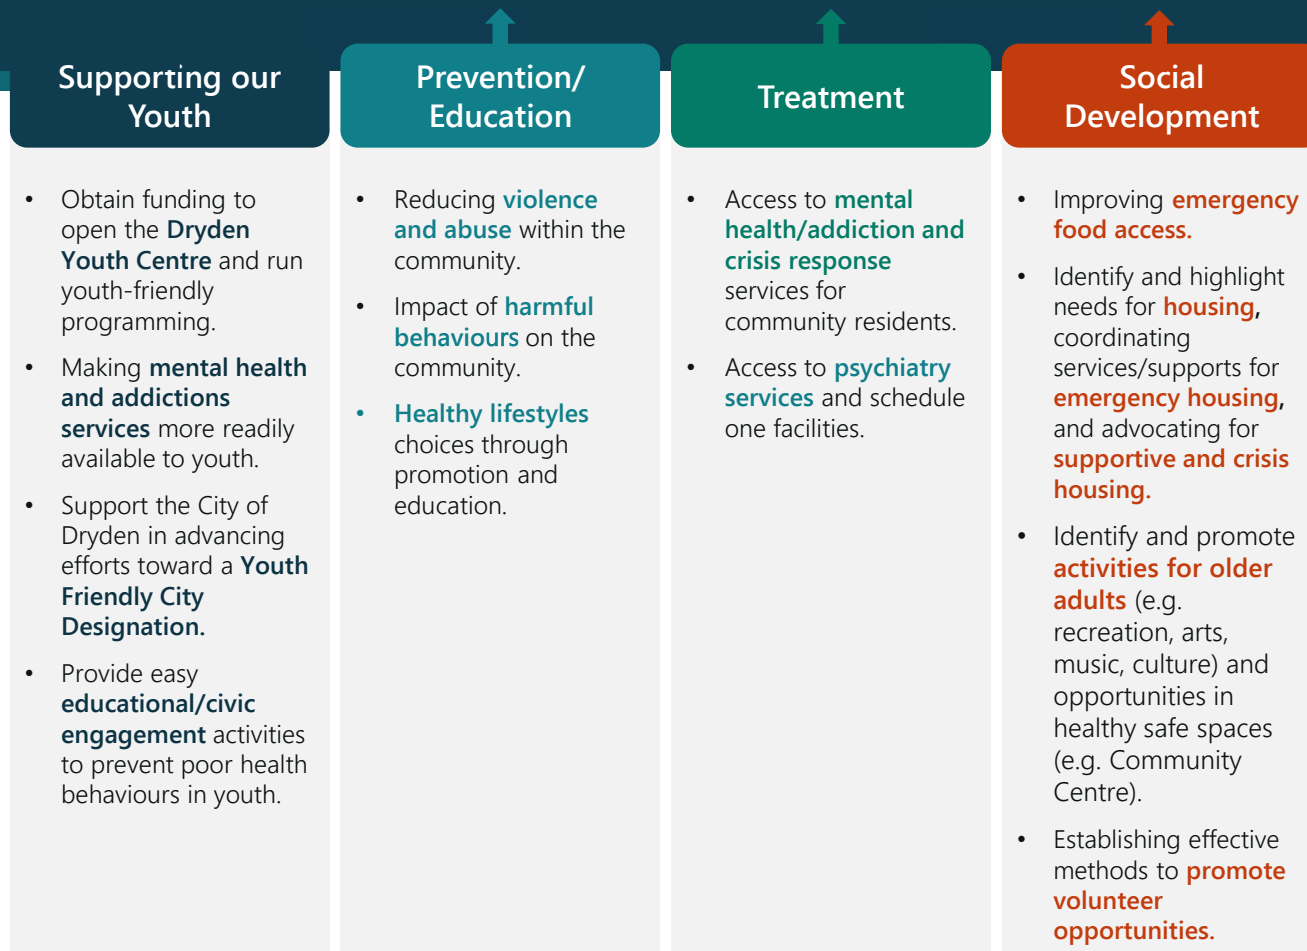 Supporting our
Youth
• Obtain funding to
open the Dryden
Youth Centre and run
youth-friendly
programming.
• Making mental health
and addictions
services more readily
available to youth.
• Support the City of
Dryden in advancing
efforts toward a Youth
Friendly City
Designation.
• Provide easy
educational/civic
engagement activities
to prevent poor health
behaviours in youth.
Prevention/
Education
• Reducing violence
and abuse within the
community.
• Impact of harmful
behaviours on the
community.
• Healthy lifestyles
choices through
promotion and
education.
Treatment
• Access to mental
health/addiction and
crisis response
services for
community residents.
• Access to psychiatry
services and schedule
one facilities.
Social
Development
• Improving emergency
food access.
• Identify and highlight
needs for housing,
coordinating
services/supports for
emergency housing,
and advocating for
supportive and crisis
housing.
• Identify and promote
activities for older
adults (e.g.
recreation, arts,
music, culture) and
opportunities in
healthy safe spaces
(e.g. Community
Centre).
• Establishing effective
methods to promote
volunteer
opportunities.